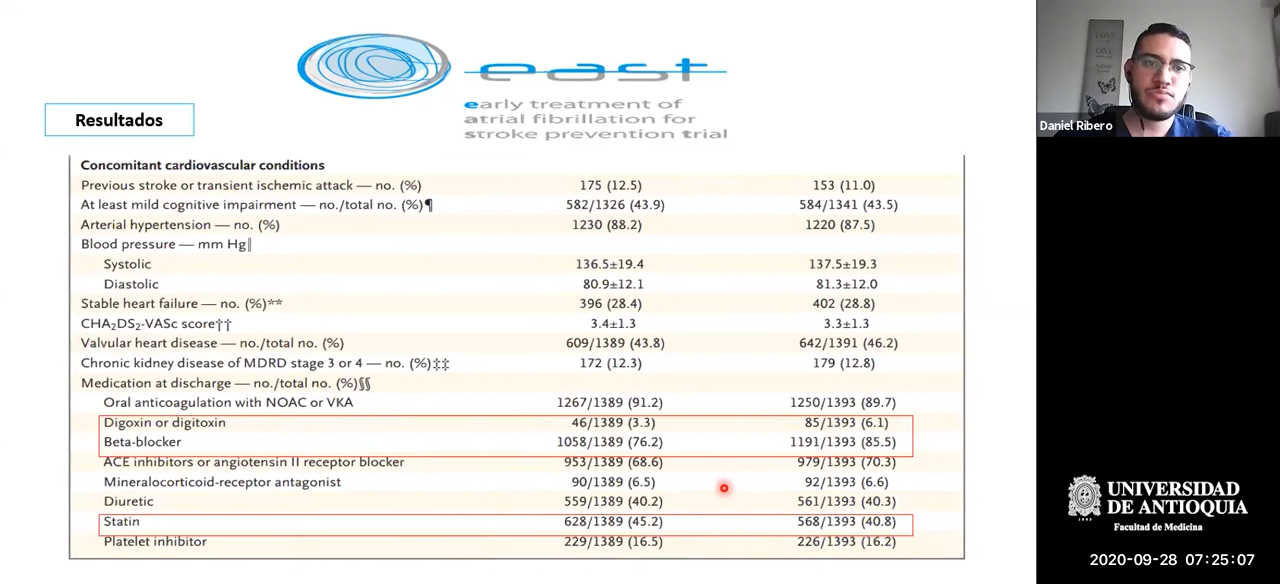 east
early treatment of
atrial fibrillation for
stroke prevention trial
Resultados
Concomitant cardiovascular conditions
Previous stroke or transient ischemic attack — no. (%) 175 (12.5) 153 (11.0)
At least mild cognitive impairment — no./total no. (%)¶ 582/1326 (43.9) 584/1341 (43.5)
Arterial hypertension — no. (%) 1230 (88.2) 1220 (87.5)
Blood pressure — mm Hg‖
Systolic 136.5±19.4 137.5±19.3
Diastolic 80.9±12.1 81.3±12.0
Stable heart failure — no. (%)** 396 (28.4) 402 (28.8)
CHA₂DS₂-VASc score†† 3.4±1.3 3.3±1.3
Valvular heart disease — no./total no. (%) 609/1389 (43.8) 642/1391 (46.2)
Chronic kidney disease of MDRD stage 3 or 4 — no. (%)‡‡ 172 (12.3) 179 (12.8)
Medication at discharge — no./total no. (%)§§
Oral anticoagulation with NOAC or VKA 1267/1389 (91.2) 1250/1393 (89.7)
Digoxin or digitoxin 46/1389 (3.3) 85/1393 (6.1)
Beta-blocker 1058/1389 (76.2) 1191/1393 (85.5)
ACE inhibitors or angiotensin II receptor blocker 953/1389 (68.6) 979/1393 (70.3)
Mineralocorticoid-receptor antagonist 90/1389 (6.5) 92/1393 (6.6)
Diuretic 559/1389 (40.2) 561/1393 (40.3)
Statin 628/1389 (45.2) 568/1393 (40.8)
Platelet inhibitor 229/1389 (16.5) 226/1393 (16.2)
Daniel Ribero
UNIVERSIDAD
DE ANTIOQUIA
Facultad de Medicina
2020-09-28 07:25:07